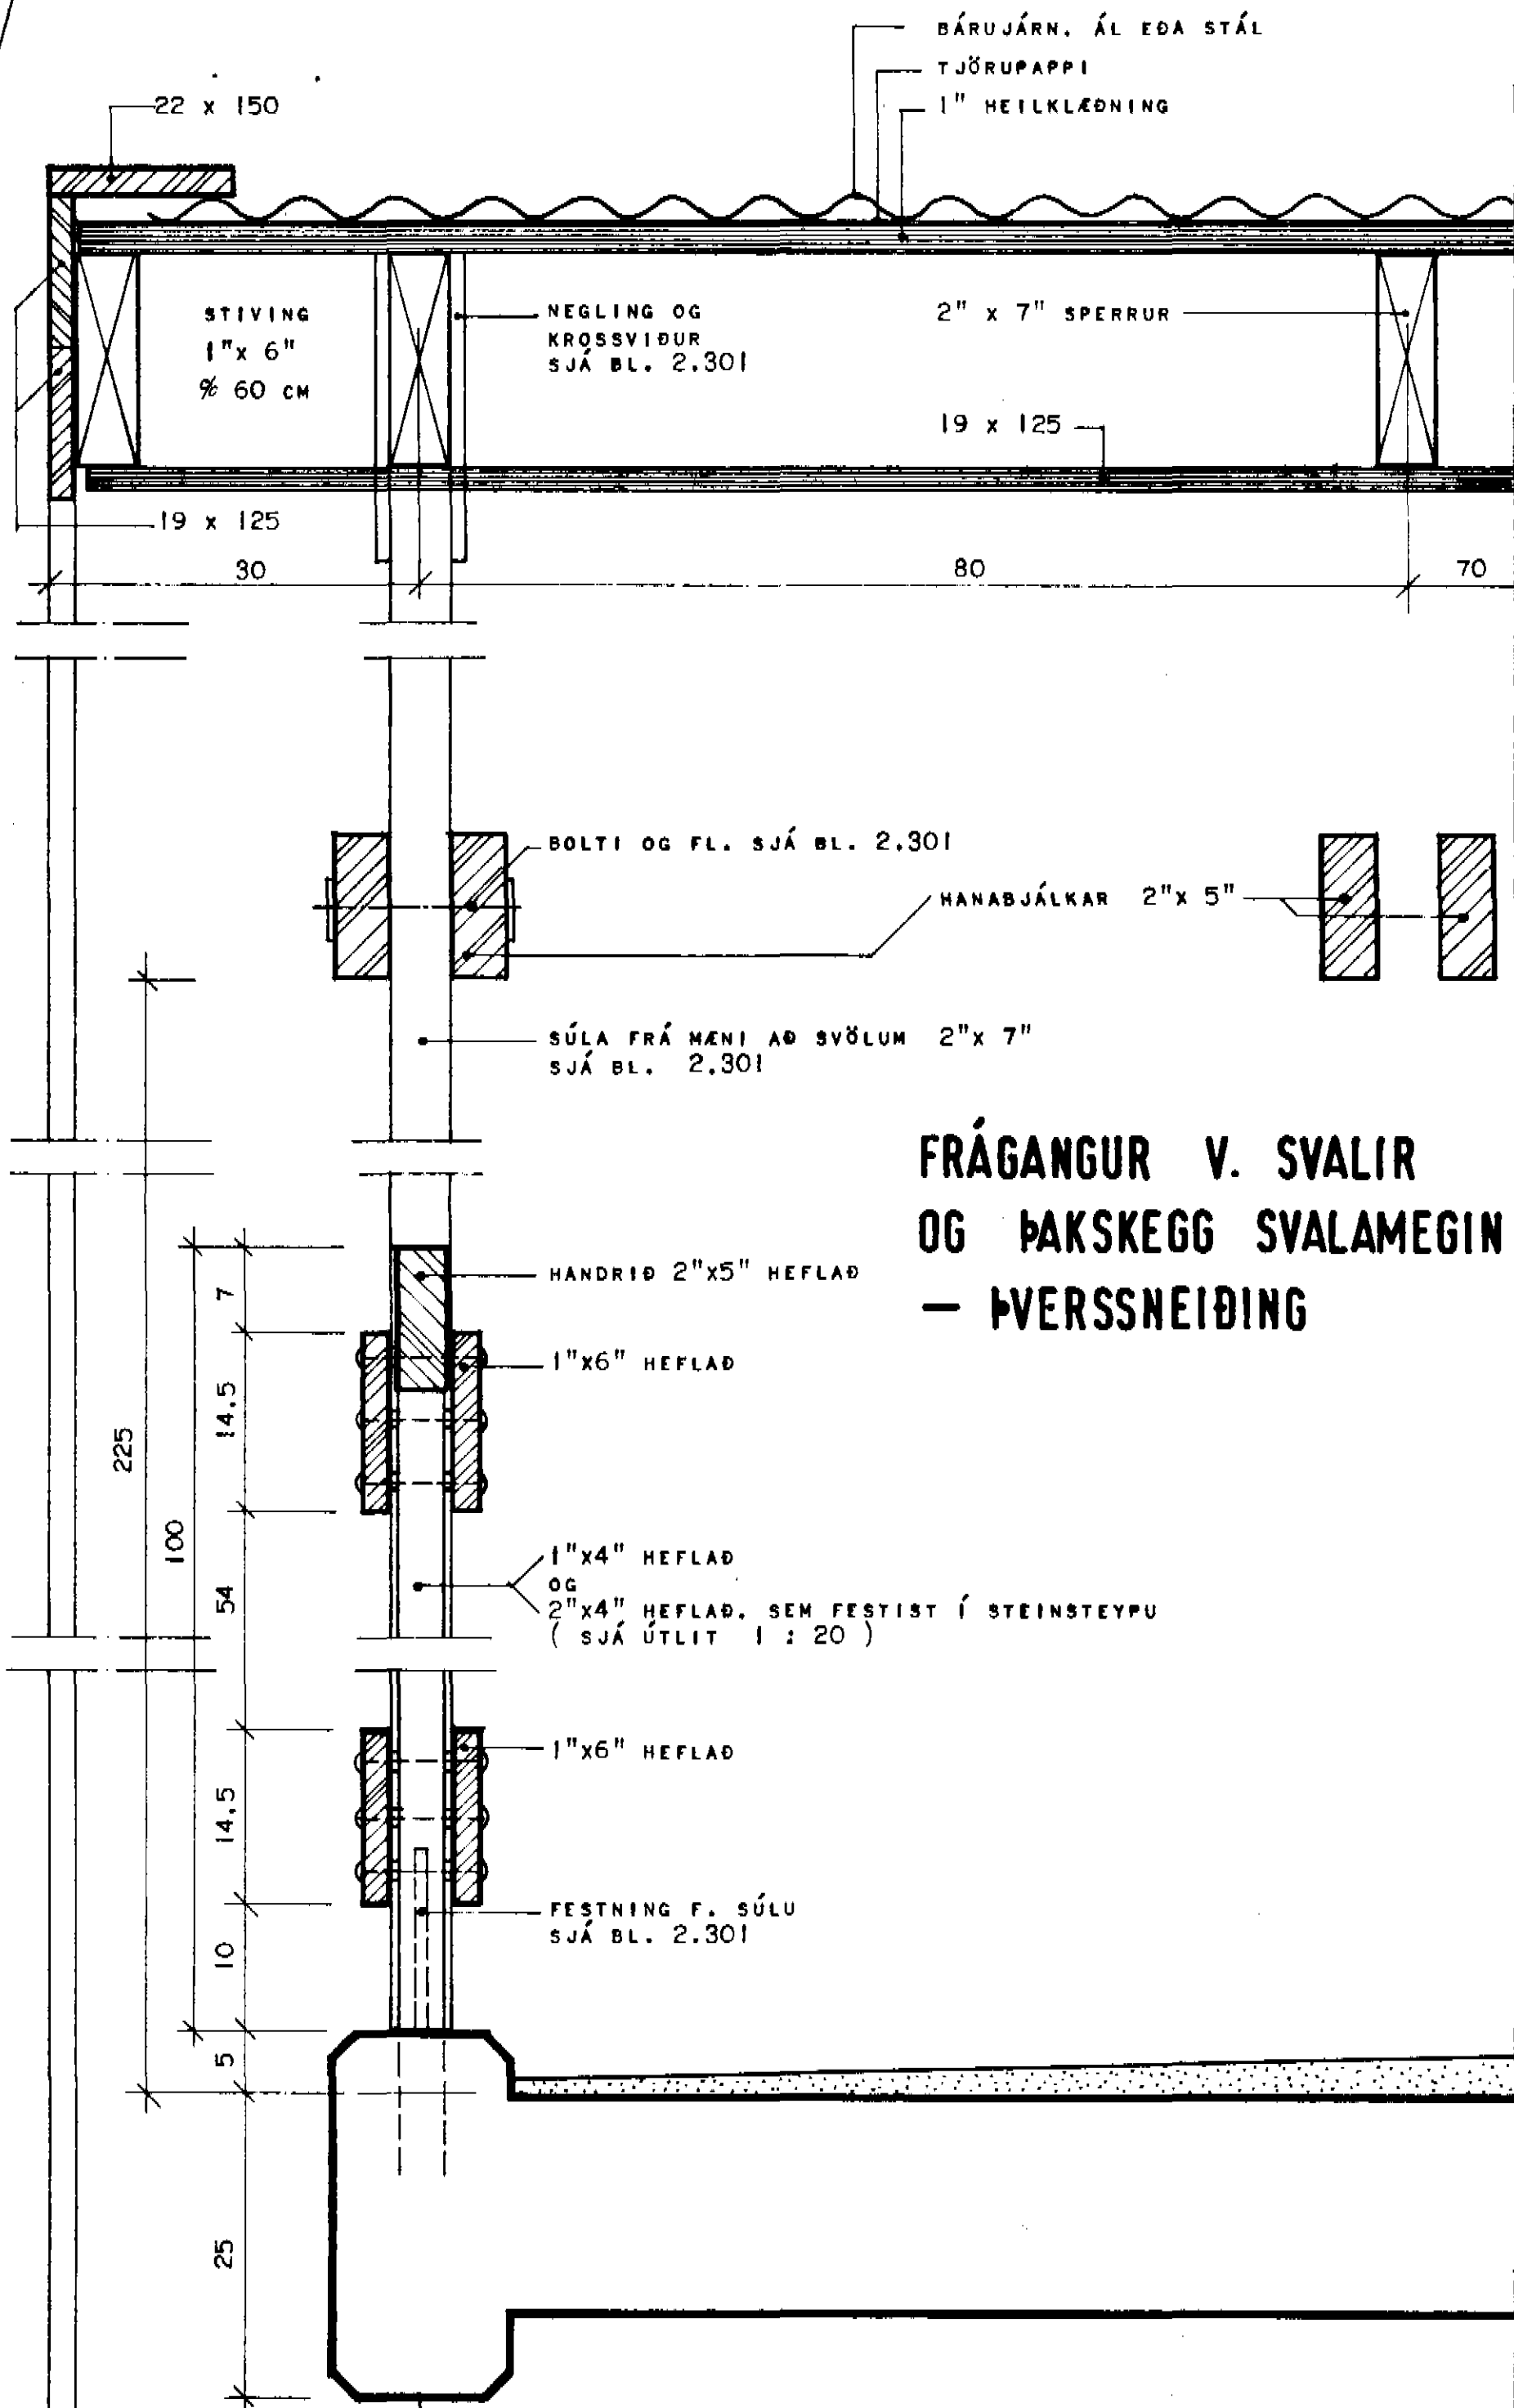 BÁRUJÁRN. ÁL EÐA STÁL
TJÖRUPAPPI
1" HEILKLÆÐNING
22 x 150
STIVING
1"x 6"
% 60 CM
NEGLING OG
KROSSVIÐUR
SJÁ BL. 2.301
2" x 7" SPERRUR
19 x 125
19 x 125
30
80
70
BOLTI OG FL. SJÁ BL. 2.301
HANABJÁLKAR 2"x 5"
SÚLA FRÁ MÆNI AÐ SVÖLUM 2"x 7"
SJÁ BL. 2.301
FRÁGANGUR V. SVALIR
OG ÞAKSKEGG SVALAMEGIN
— ÞVERSSNEIÐING
HANDRIÐ 2"x5" HEFLAÐ
7
1"x6" HEFLAÐ
14.5
225
100
1"x4" HEFLAÐ
OG
2"x4" HEFLAÐ. SEM FESTIST Í STEINSTEYPU
( SJÁ ÚTLIT 1 : 20 )
54
1"x6" HEFLAÐ
14.5
FESTNING F. SÚLU
SJÁ BL. 2.301
10
5
25